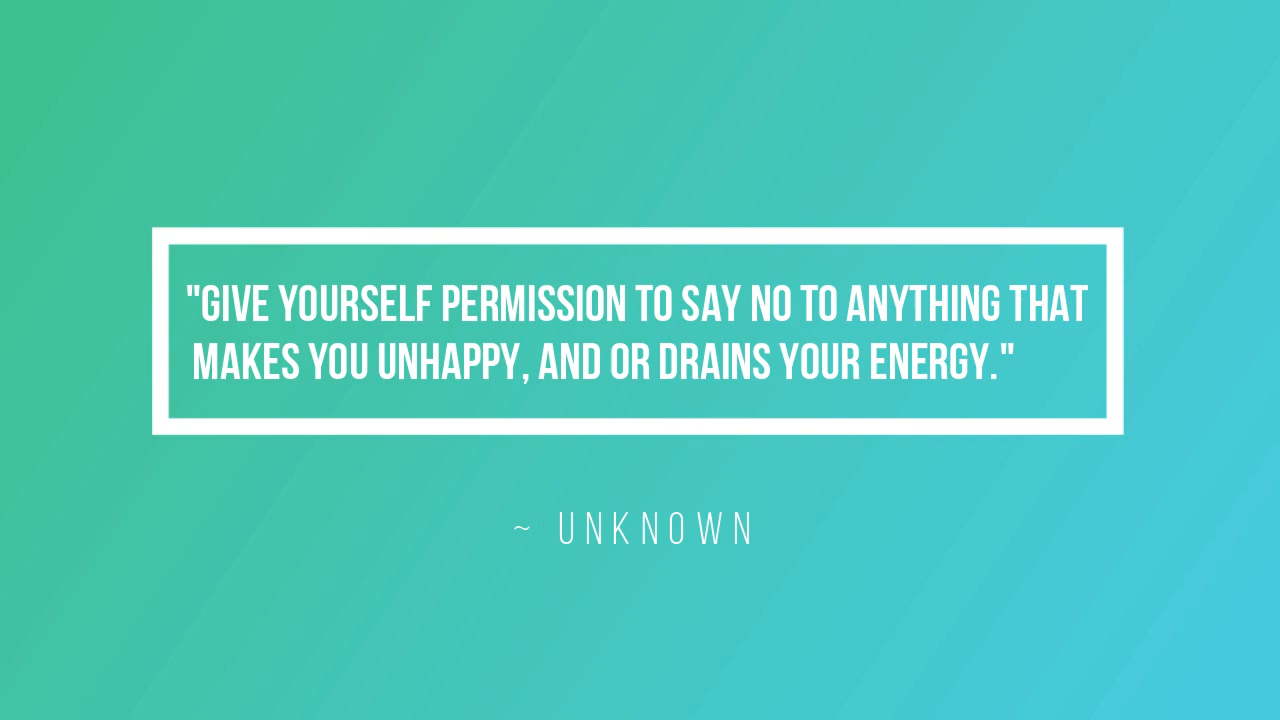 "GIVE YOURSELF PERMISSION TO SAY NO TO ANYTHING THAT
MAKES YOU UNHAPPY, AND OR DRAINS YOUR ENERGY."
~ UNKNOWN